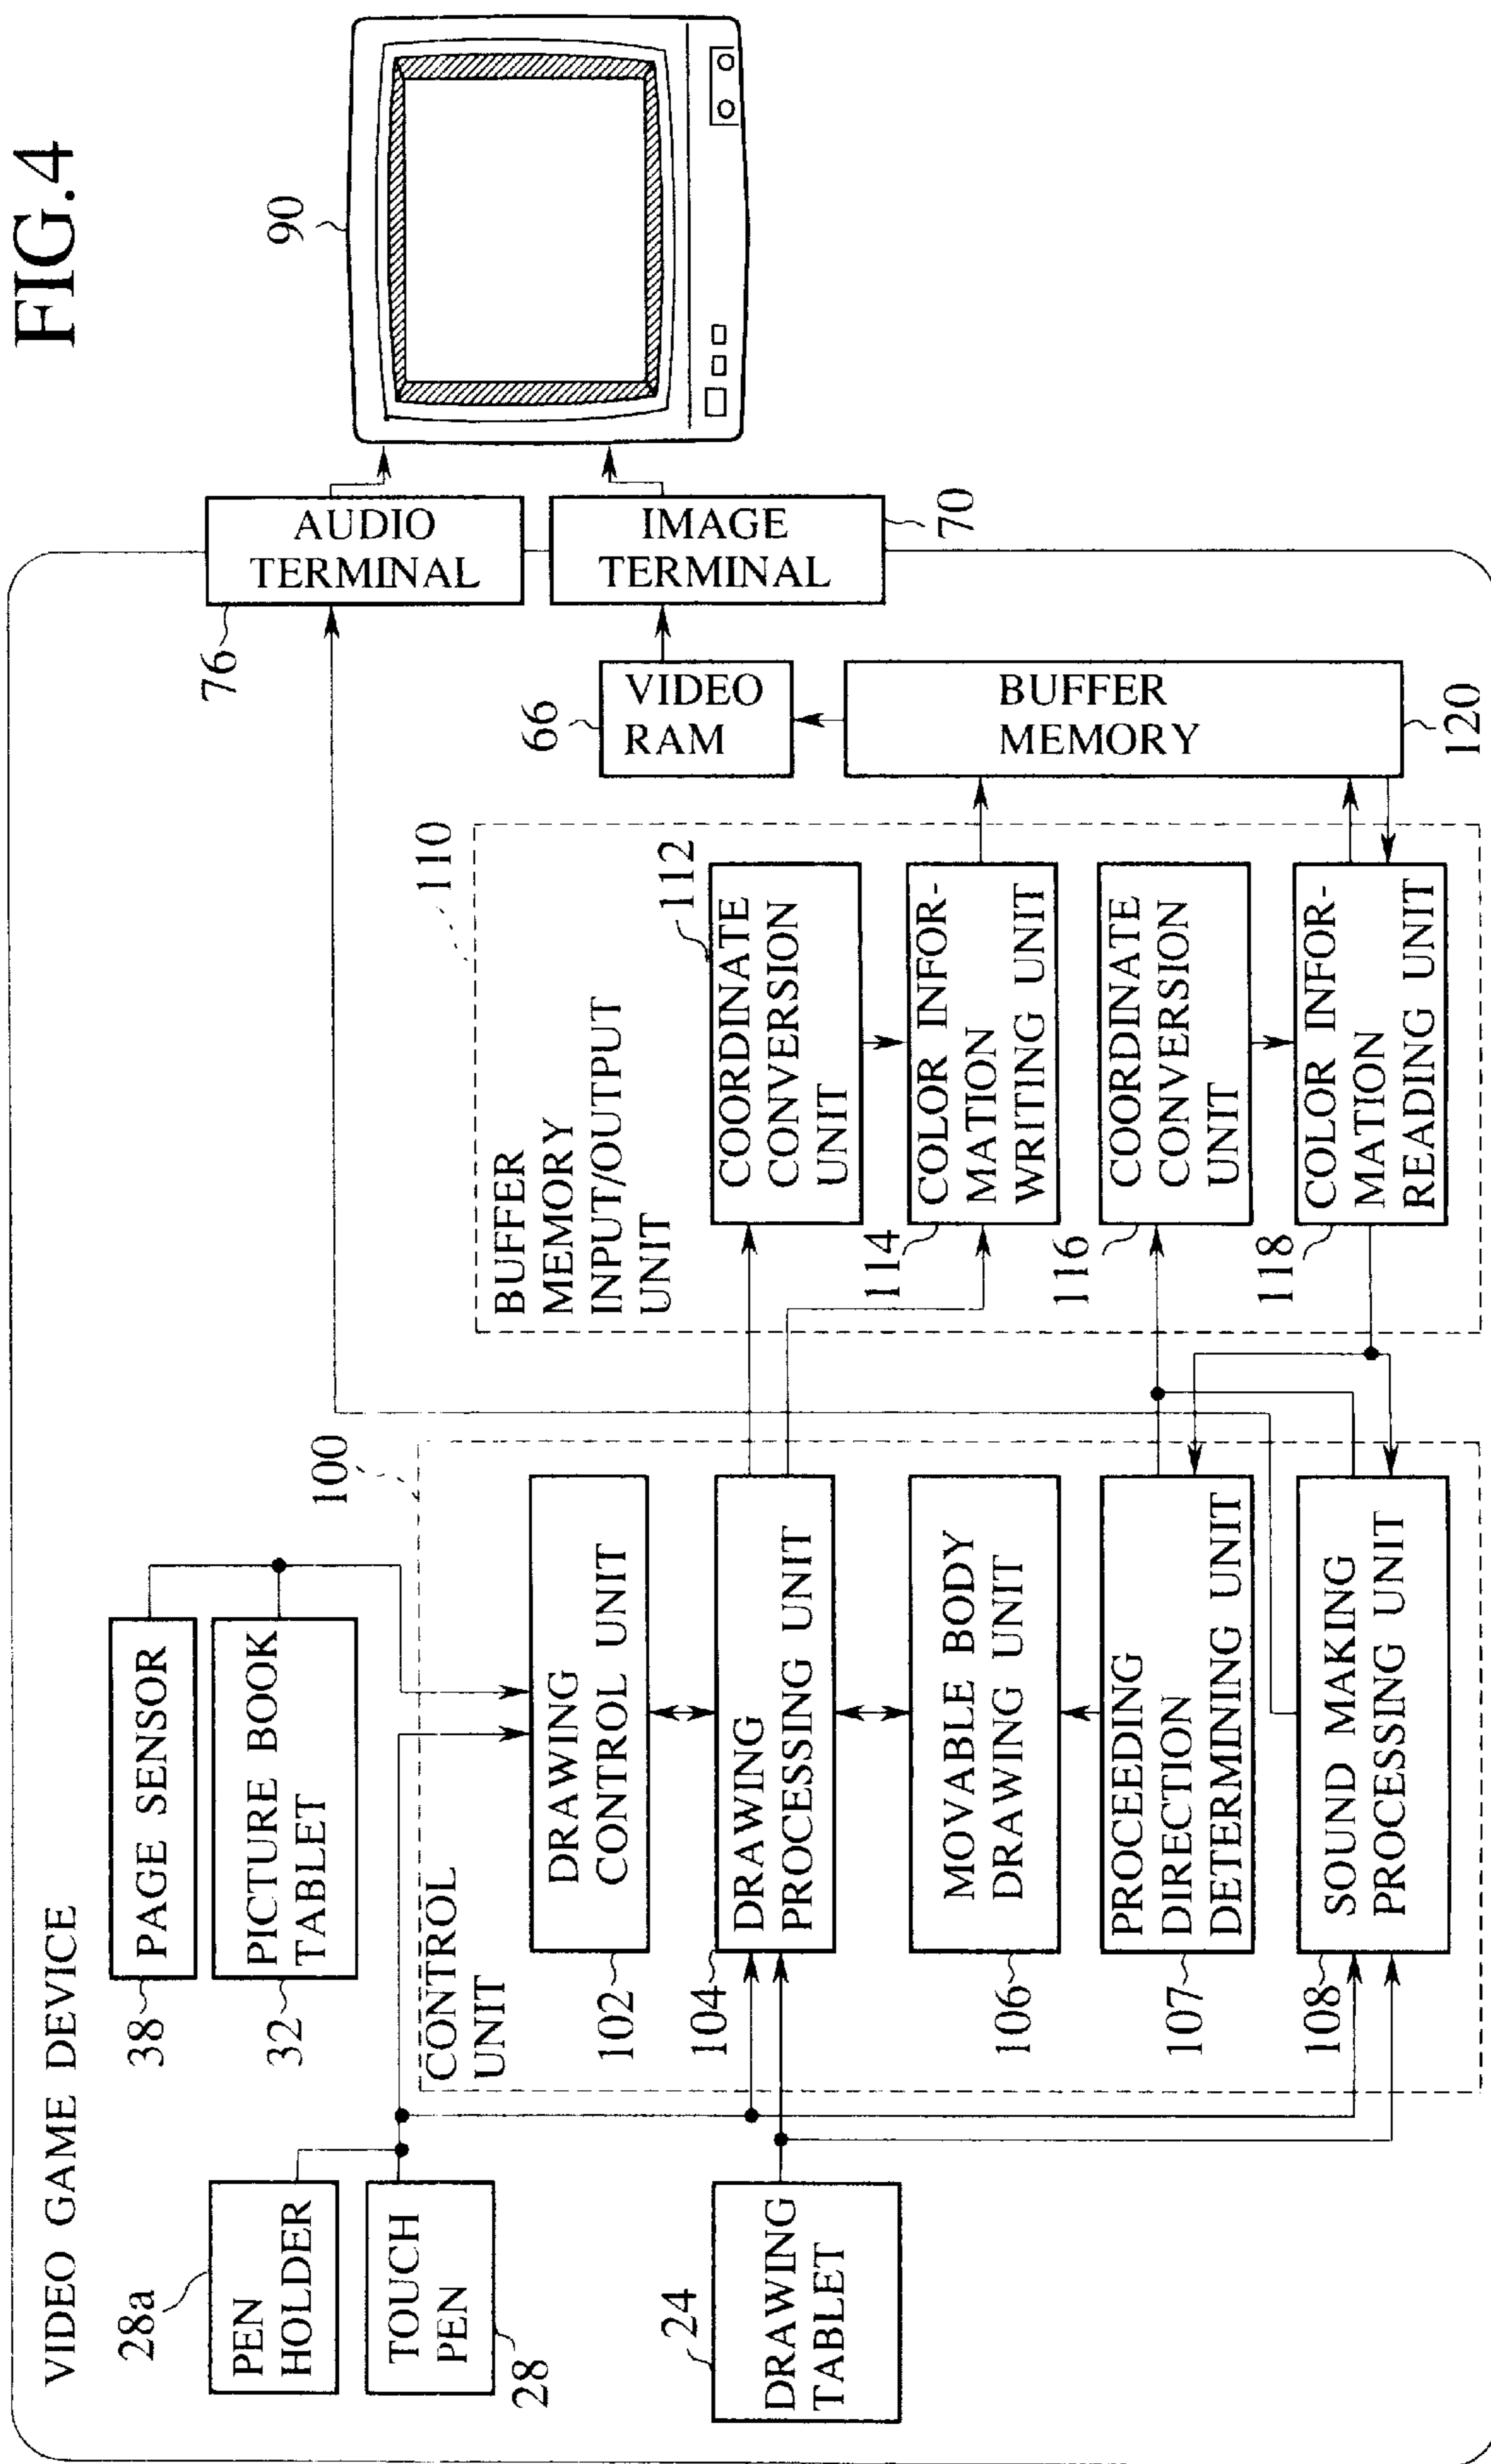 FIG.4
VIDEO GAME DEVICE
28a
PEN
HOLDER
TOUCH
PEN
28
24
DRAWING
TABLET
38
PAGE SENSOR
32
PICTURE BOOK
TABLET
100
CONTROL
UNIT
102
DRAWING
CONTROL UNIT
104
DRAWING
PROCESSING UNIT
106
MOVABLE BODY
DRAWING UNIT
107
PROCEEDING
DIRECTION
DETERMINING UNIT
108
SOUND MAKING
PROCESSING UNIT
110
BUFFER
MEMORY
INPUT/OUTPUT
UNIT
112
COORDINATE
CONVERSION
UNIT
114
COLOR INFOR-
MATION
WRITING UNIT
116
COORDINATE
CONVERSION
UNIT
118
COLOR INFOR-
MATION
READING UNIT
76
AUDIO
TERMINAL
IMAGE
TERMINAL
70
66
VIDEO
RAM
BUFFER
MEMORY
120
90